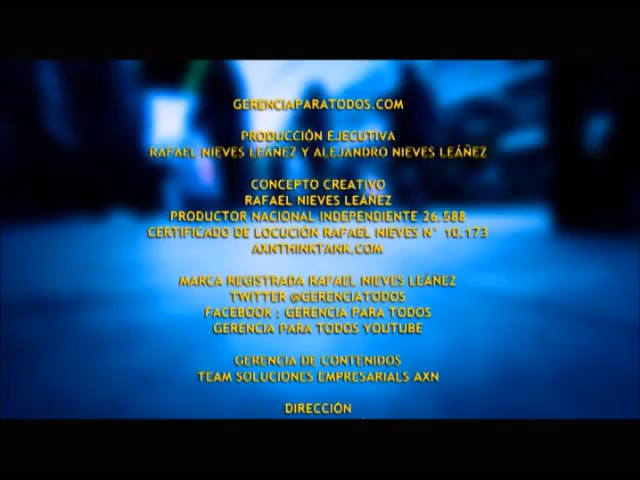 GERENCIAPARATODOS.COM
PRODUCCIÓN EJECUTIVA
RAFAEL NIEVES LEÁÑEZ Y ALEJANDRO NIEVES LEÁÑEZ
CONCEPTO CREATIVO
RAFAEL NIEVES LEÁÑEZ
PRODUCTOR NACIONAL INDEPENDIENTE 26.588
CERTIFICADO DE LOCUCIÓN RAFAEL NIEVES N° 10.173
AXNTHINKTANK.COM
MARCA REGISTRADA RAFAEL NIEVES LEÁÑEZ
TWITTER @GERENCIATODOS
FACEBOOK : GERENCIA PARA TODOS
GERENCIA PARA TODOS YOUTUBE
GERENCIA DE CONTENIDOS
TEAM SOLUCIONES EMPRESARIALS AXN
DIRECCIÓN